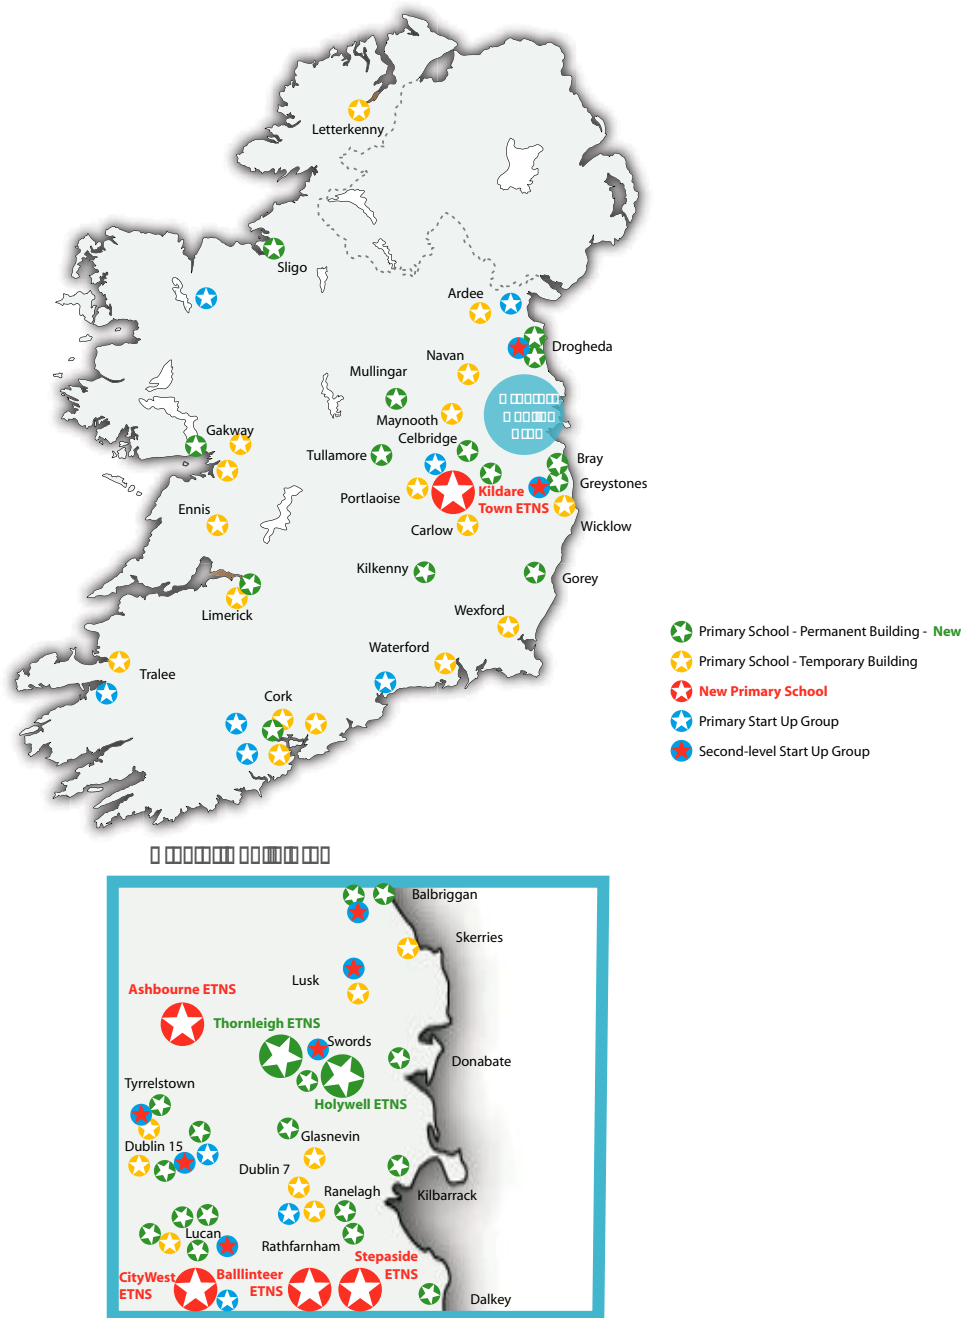 Letterkenny
Sligo
Ardee
Drogheda
Navan
Mullingar
Maynooth
Celbridge
Gakway
Tullamore
Bray
Greystones
Portlaoise
Kildare
Town ETNS
Ennis
Carlow
Wicklow
Kilkenny
Gorey
Limerick
Wexford
Waterford
Tralee
Cork
Primary School - Permanent Building - New
Primary School - Temporary Building
New Primary School
Primary Start Up Group
Second-level Start Up Group
Balbriggan
Skerries
Lusk
Ashbourne ETNS
Thornleigh ETNS
Swords
Donabate
Tyrrelstown
Holywell ETNS
Glasnevin
Dublin 15
Dublin 7
Ranelagh
Kilbarrack
Lucan
Rathfarnham
Stepaside
ETNS
CityWest
ETNS
Balllinteer
ETNS
Dalkey